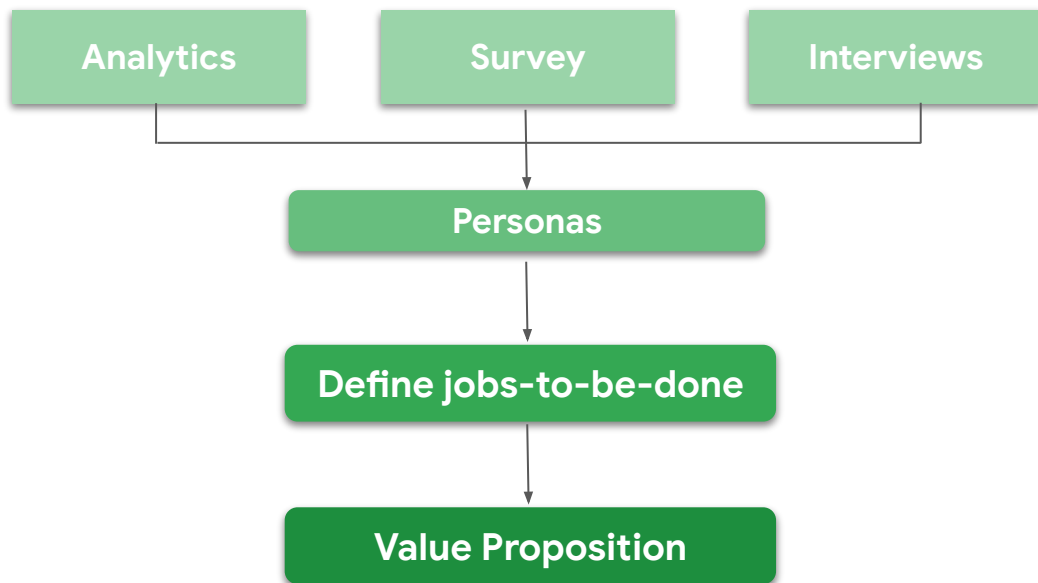 Analytics
Survey
Interviews
Personas
Define jobs-to-be-done
Value Proposition